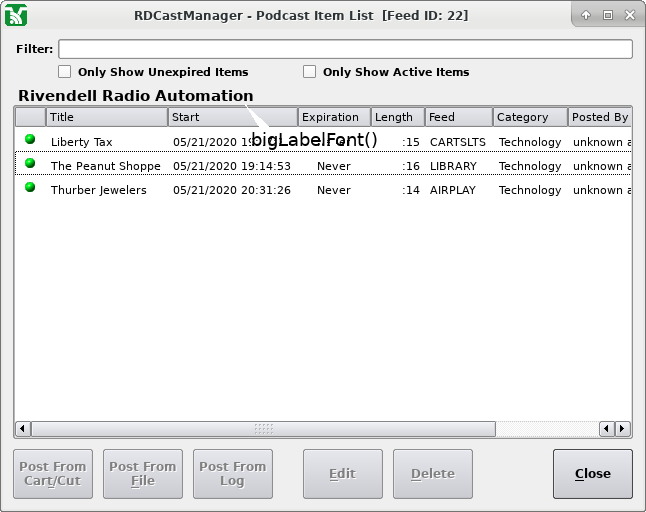 RDCastManager - Podcast Item List [Feed ID: 22]
Filter:
Only Show Unexpired Items Only Show Active Items
Rivendell Radio Automation
Title Start Expiration Length Feed Category Posted By
bigLabelFont()
Liberty Tax 05/21/2020 :15 CARTSLTS Technology unknown a
The Peanut Shoppe 05/21/2020 19:14:53 Never :16 LIBRARY Technology unknown a
Thurber Jewelers 05/21/2020 20:31:26 Never :14 AIRPLAY Technology unknown a
Post From Cart/Cut
Post From File
Post From Log
Edit
Delete
Close